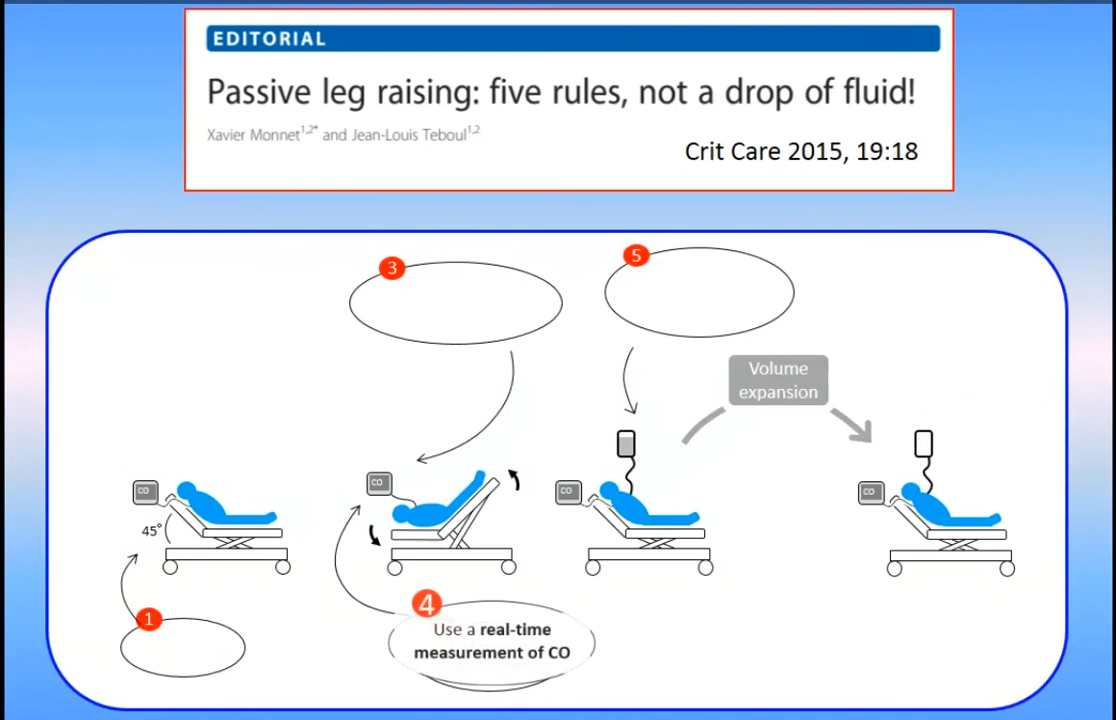 EDITORIAL
Passive leg raising: five rules, not a drop of fluid!
Xavier Monnet1,2* and Jean-Louis Teboul1,2
Crit Care 2015, 19:18
3
5
Volume
expansion
CO
CO
CO
CO
45°
1
4
Use a real-time
measurement of CO